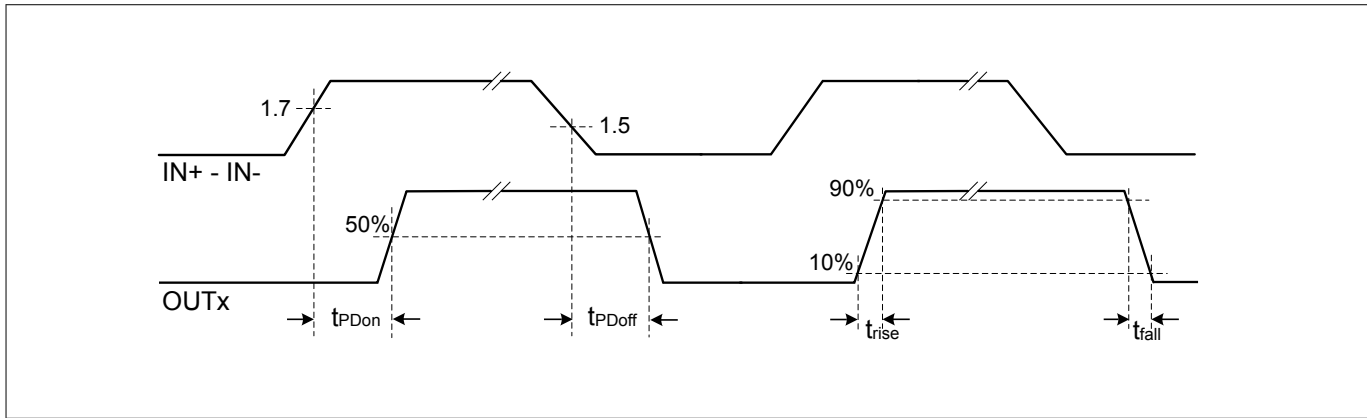 1.7
1.5
IN+ - IN-
90%
50%
10%
OUTx
tPDon
tPDoff
trise
tfall